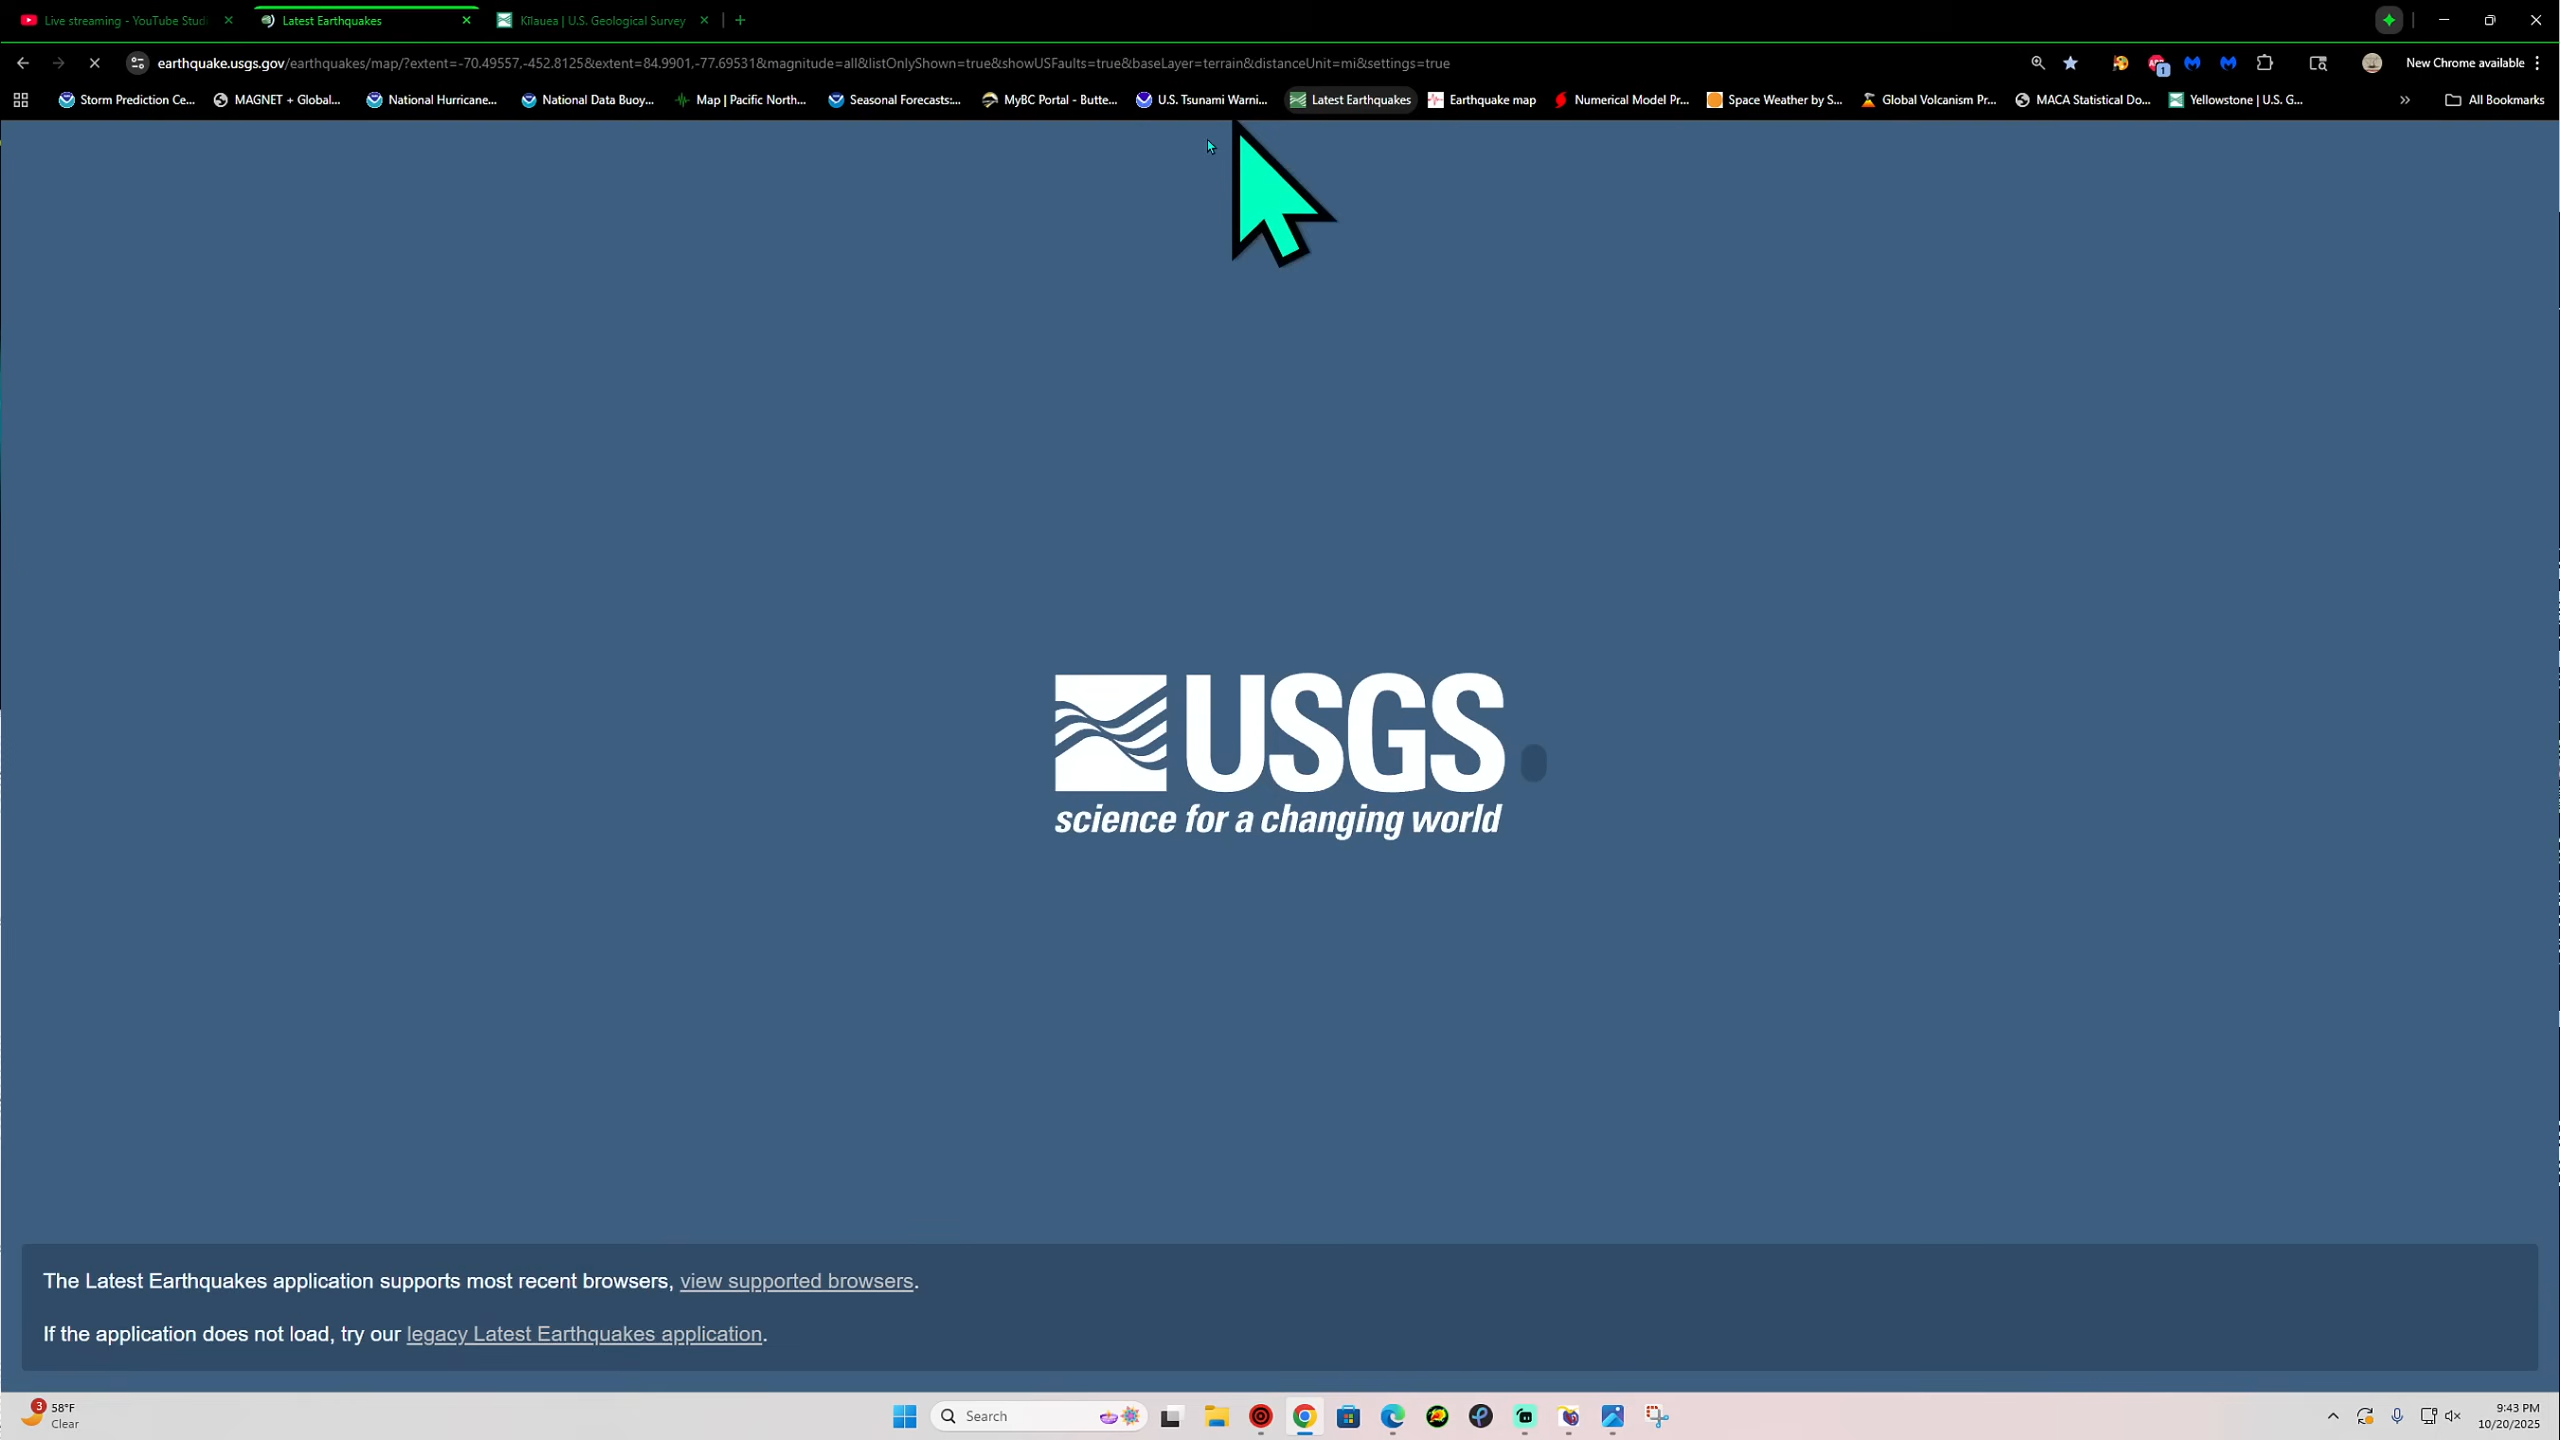 Live streaming - YouTube Studi
Latest Earthquakes
Kīlauea | U.S. Geological Survey
earthquake.usgs.gov/earthquakes/map/?extent=-70.49557,-452.8125&extent=84.9901,-77.69531&magnitude=all&listOnlyShown=true&showUSFaults=true&baseLayer=terrain&distanceUnit=mi&settings=true
New Chrome available
Storm Prediction Ce...
MAGNET + Global...
National Hurricane...
National Data Buoy...
Map | Pacific North...
Seasonal Forecasts:...
MyBC Portal - Butte...
U.S. Tsunami Warni...
Latest Earthquakes
Earthquake map
Numerical Model Pr...
Space Weather by S...
Global Volcanism Pr...
MACA Statistical Do...
Yellowstone | U.S. G...
All Bookmarks
USGS
science for a changing world
The Latest Earthquakes application supports most recent browsers, view supported browsers.
If the application does not load, try our legacy Latest Earthquakes application.
3
58°F
Clear
Search
9:43 PM
10/20/2025